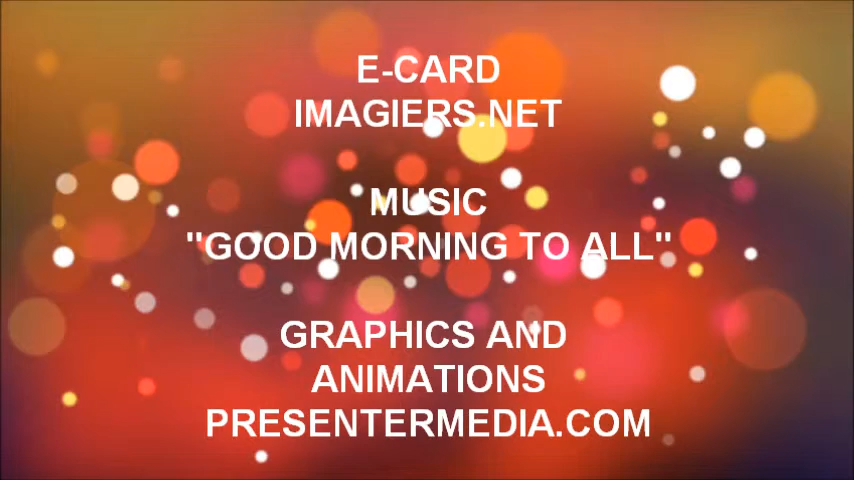 E-CARD
IMAGIERS.NET
MUSIC
"GOOD MORNING TO ALL"
GRAPHICS AND
ANIMATIONS
PRESENTERMEDIA.COM